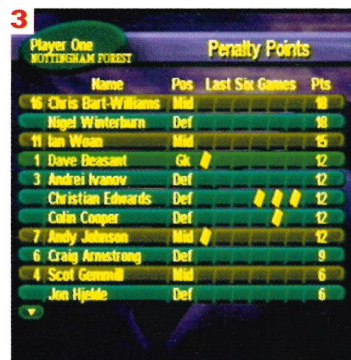 3
Player One
NOTTINGHAM FOREST
Penalty Points
Name Pos Last Six Games Pts
16 Chris Bart-Williams Mid 18
Nigel Winterburn Def 18
11 Ian Woan Mid 15
1 Dave Beasant Gk 12
3 Andrei Ivanov Def 12
Christian Edwards Def 12
Colin Cooper Def 12
7 Andy Johnson Mid 12
6 Craig Armstrong Def 9
4 Scot Gemmill Mid 6
Jon Hjelde Def 6